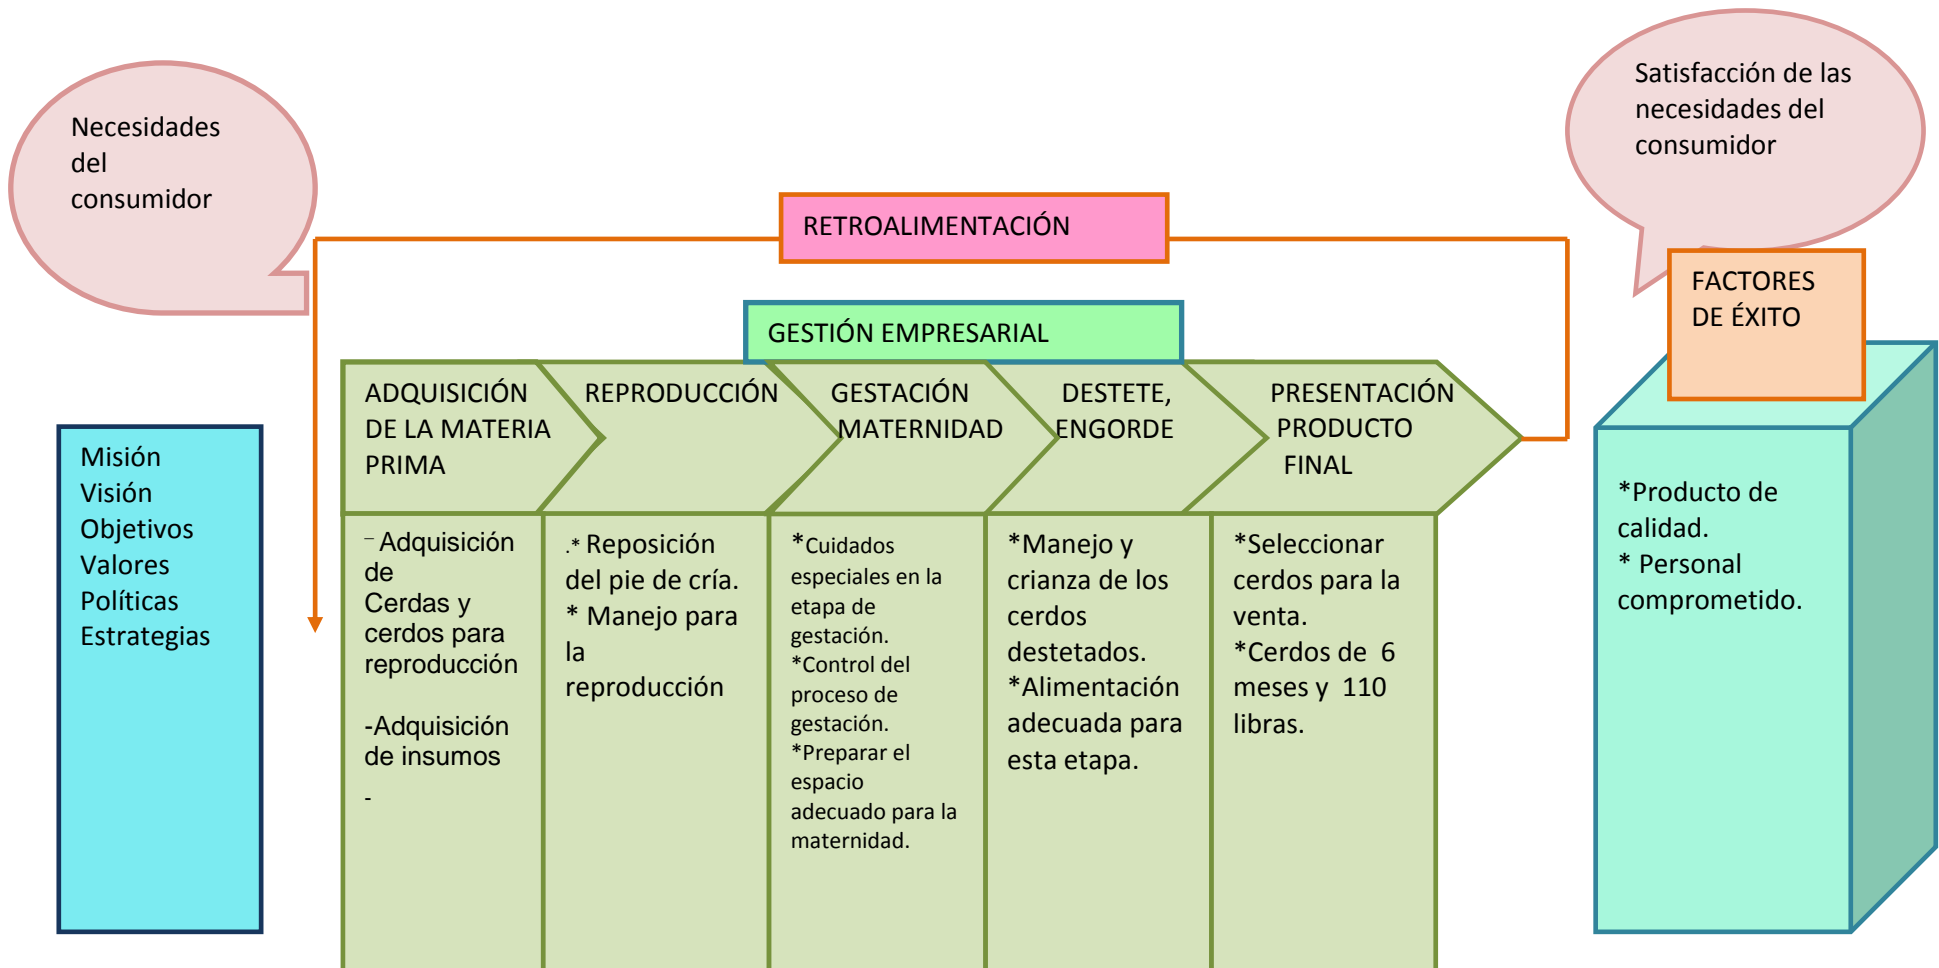 Necesidades
del
consumidor
Satisfacción de las
necesidades del
consumidor
RETROALIMENTACIÓN
FACTORES
DE ÉXITO
GESTIÓN EMPRESARIAL
ADQUISICIÓN
DE LA MATERIA
PRIMA
REPRODUCCIÓN
GESTACIÓN
MATERNIDAD
DESTETE,
ENGORDE
PRESENTACIÓN
PRODUCTO
FINAL
Misión
Visión
Objetivos
Valores
Políticas
Estrategias
– Adquisición
de
Cerdas y
cerdos para
reproducción
-Adquisición
de insumos
-
.* Reposición
del pie de cría.
* Manejo para
la
reproducción
*Cuidados
especiales en la
etapa de
gestación.
*Control del
proceso de
gestación.
*Preparar el
espacio
adecuado para la
maternidad.
*Manejo y
crianza de los
cerdos
destetados.
*Alimentación
adecuada para
esta etapa.
*Seleccionar
cerdos para la
venta.
*Cerdos de 6
meses y 110
libras.
*Producto de
calidad.
* Personal
comprometido.